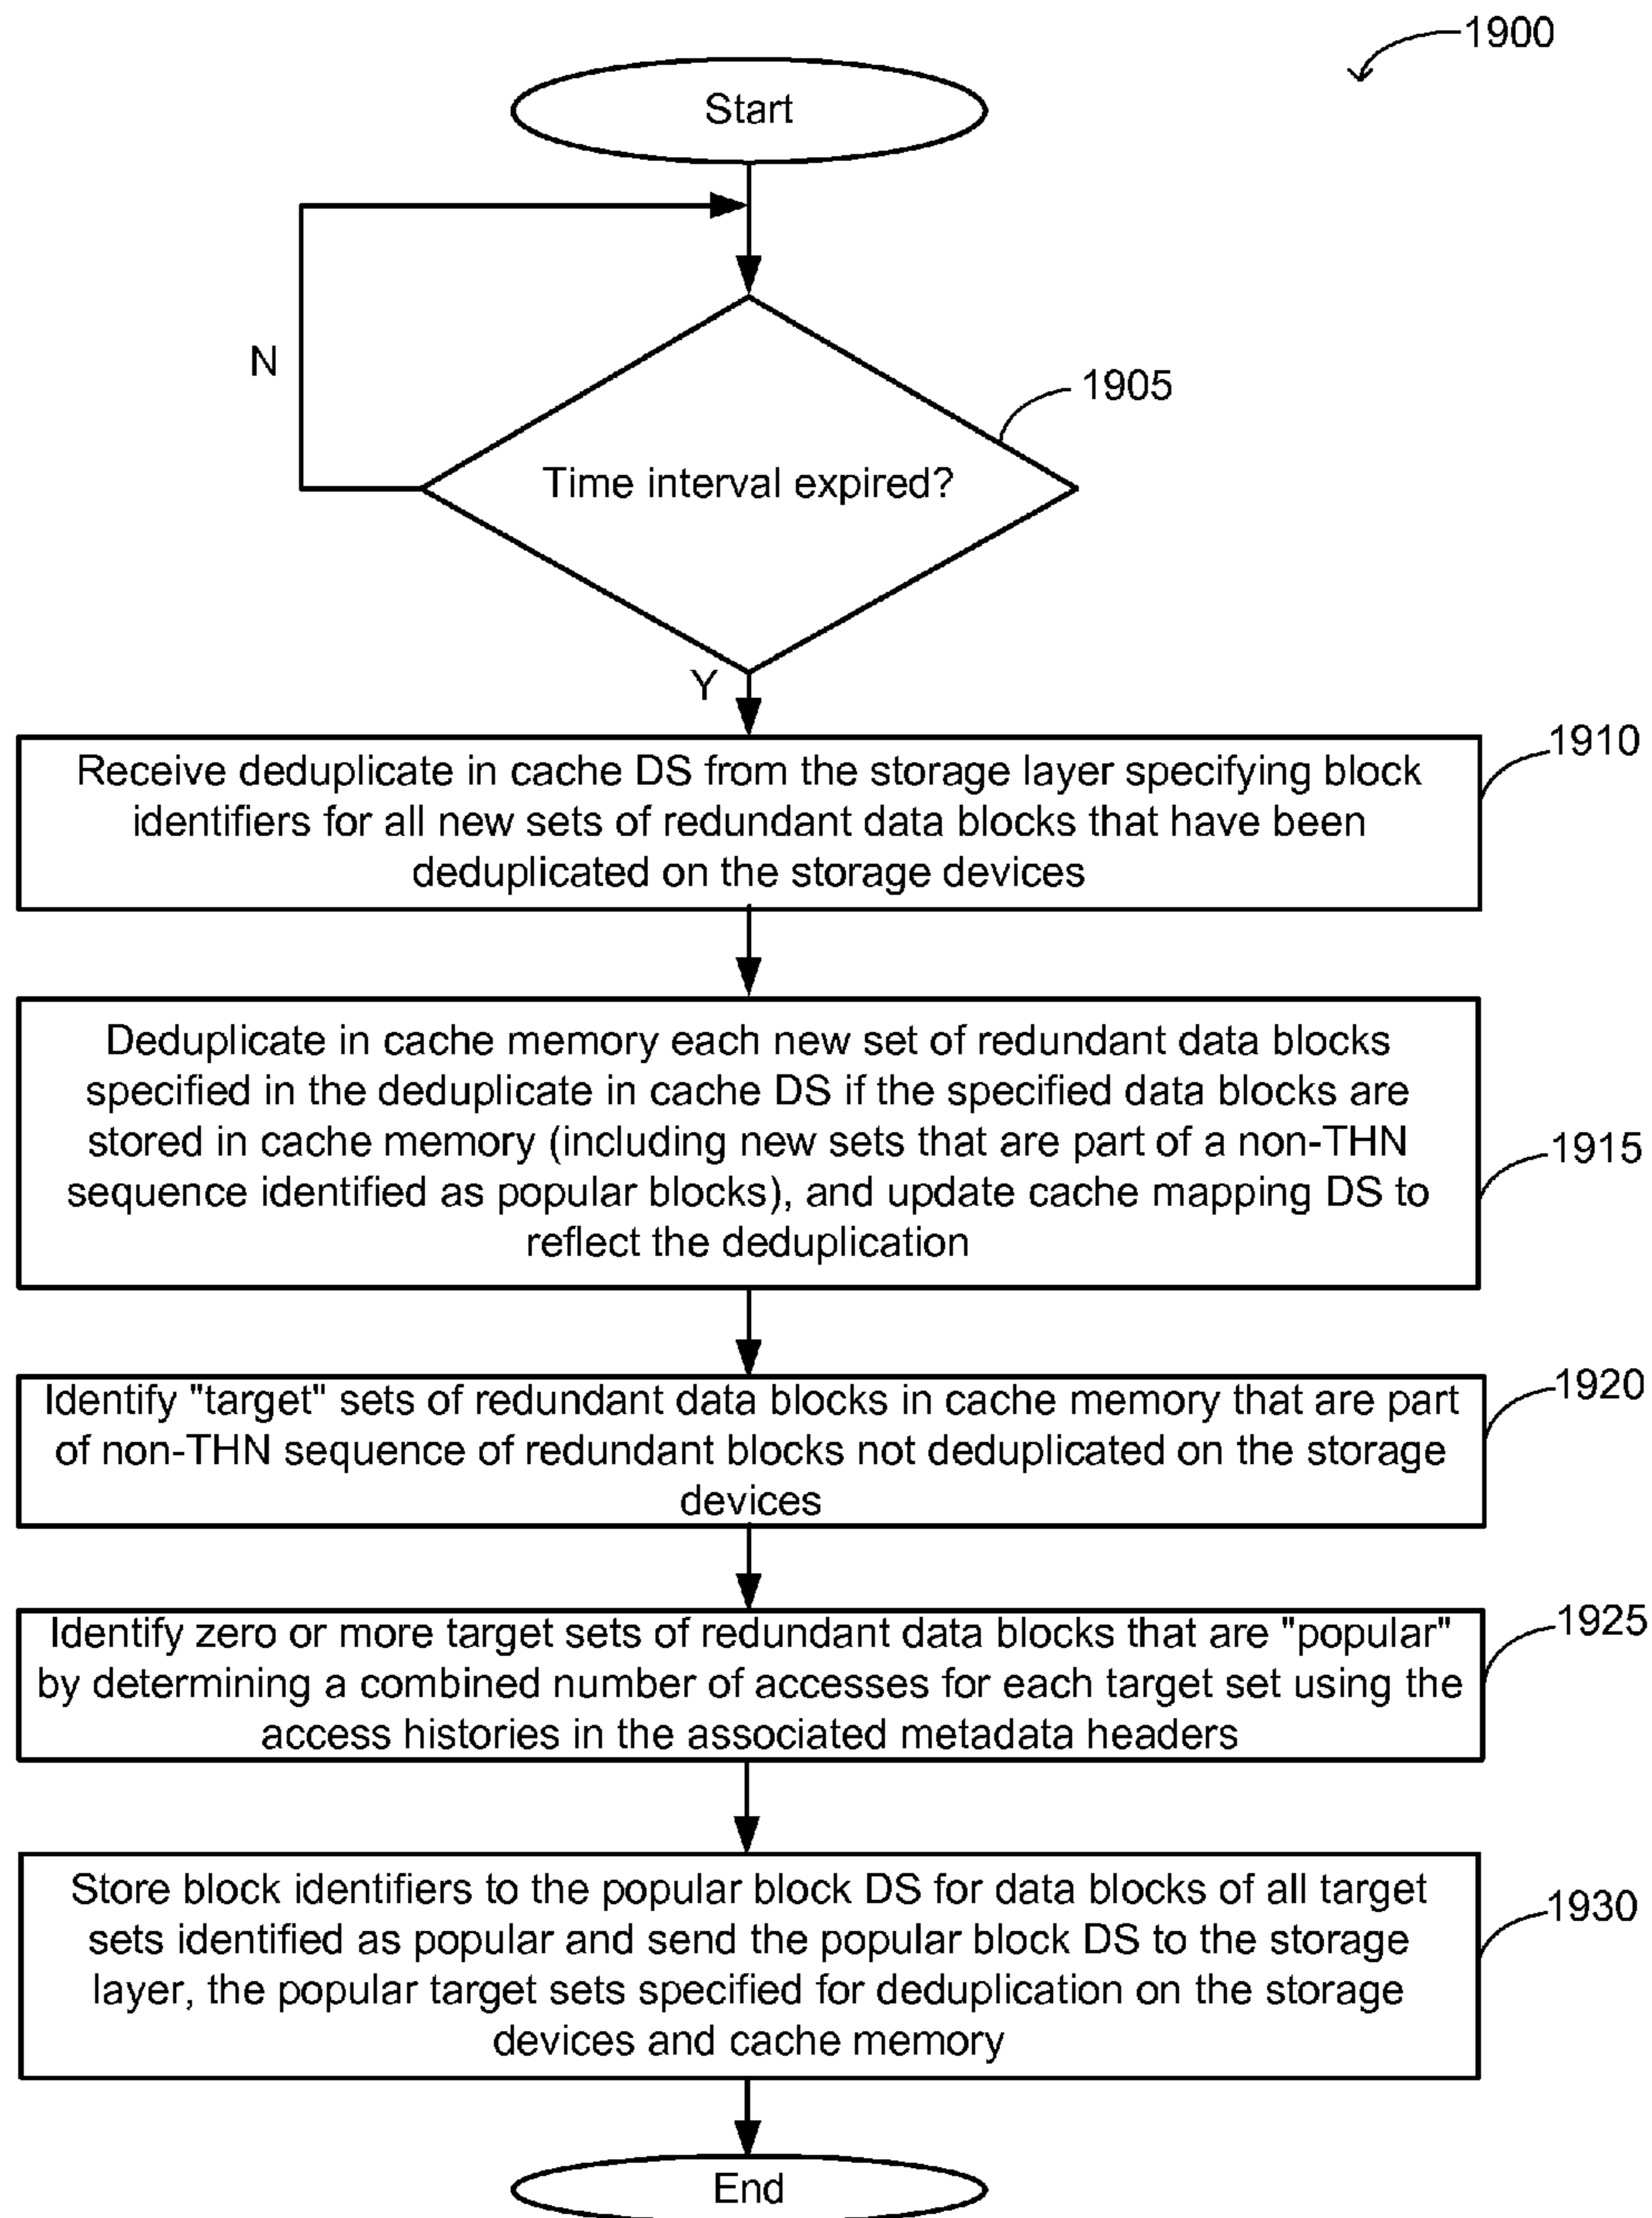 1900
Start
N
1905
Time interval expired?
Y
1910
Receive deduplicate in cache DS from the storage layer specifying block
identifiers for all new sets of redundant data blocks that have been
deduplicated on the storage devices
Deduplicate in cache memory each new set of redundant data blocks
specified in the deduplicate in cache DS if the specified data blocks are
stored in cache memory (including new sets that are part of a non-THN
sequence identified as popular blocks), and update cache mapping DS to
reflect the deduplication
1915
Identify "target" sets of redundant data blocks in cache memory that are part
of non-THN sequence of redundant blocks not deduplicated on the storage
devices
1920
Identify zero or more target sets of redundant data blocks that are "popular"
by determining a combined number of accesses for each target set using the
access histories in the associated metadata headers
1925
Store block identifiers to the popular block DS for data blocks of all target
sets identified as popular and send the popular block DS to the storage
layer, the popular target sets specified for deduplication on the storage
devices and cache memory
1930
End